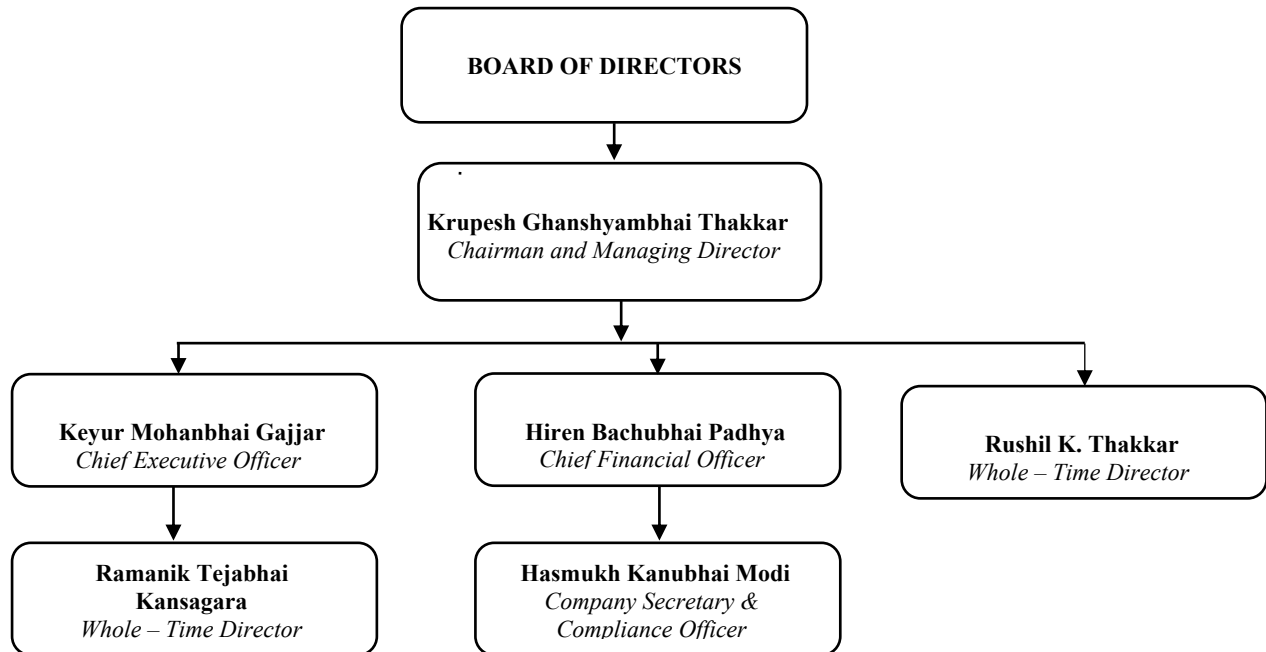 BOARD OF DIRECTORS
Krupesh Ghanshyambhai Thakkar
Chairman and Managing Director
Keyur Mohanbhai Gajjar
Chief Executive Officer
Hiren Bachubhai Padhya
Chief Financial Officer
Rushil K. Thakkar
Whole – Time Director
Ramanik Tejabhai
Kansagara
Whole – Time Director
Hasmukh Kanubhai Modi
Company Secretary &
Compliance Officer